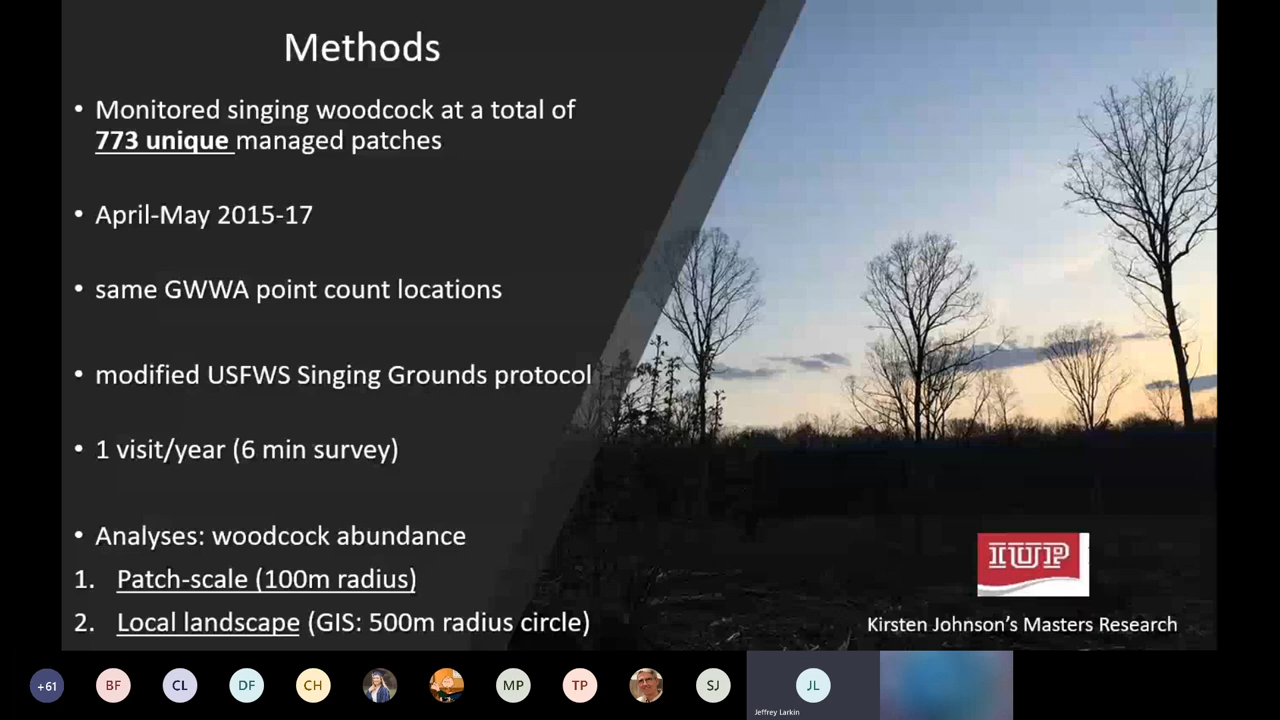 Methods
• Monitored singing woodcock at a total of
773 unique managed patches
• April-May 2015-17
• same GWWA point count locations
• modified USFWS Singing Grounds protocol
• 1 visit/year (6 min survey)
• Analyses: woodcock abundance
1. Patch-scale (100m radius)
2. Local landscape (GIS: 500m radius circle)
IUP
Kirsten Johnson's Masters Research
+61 BF CL DF CH MP TP SJ JL
Jeffrey Larkin